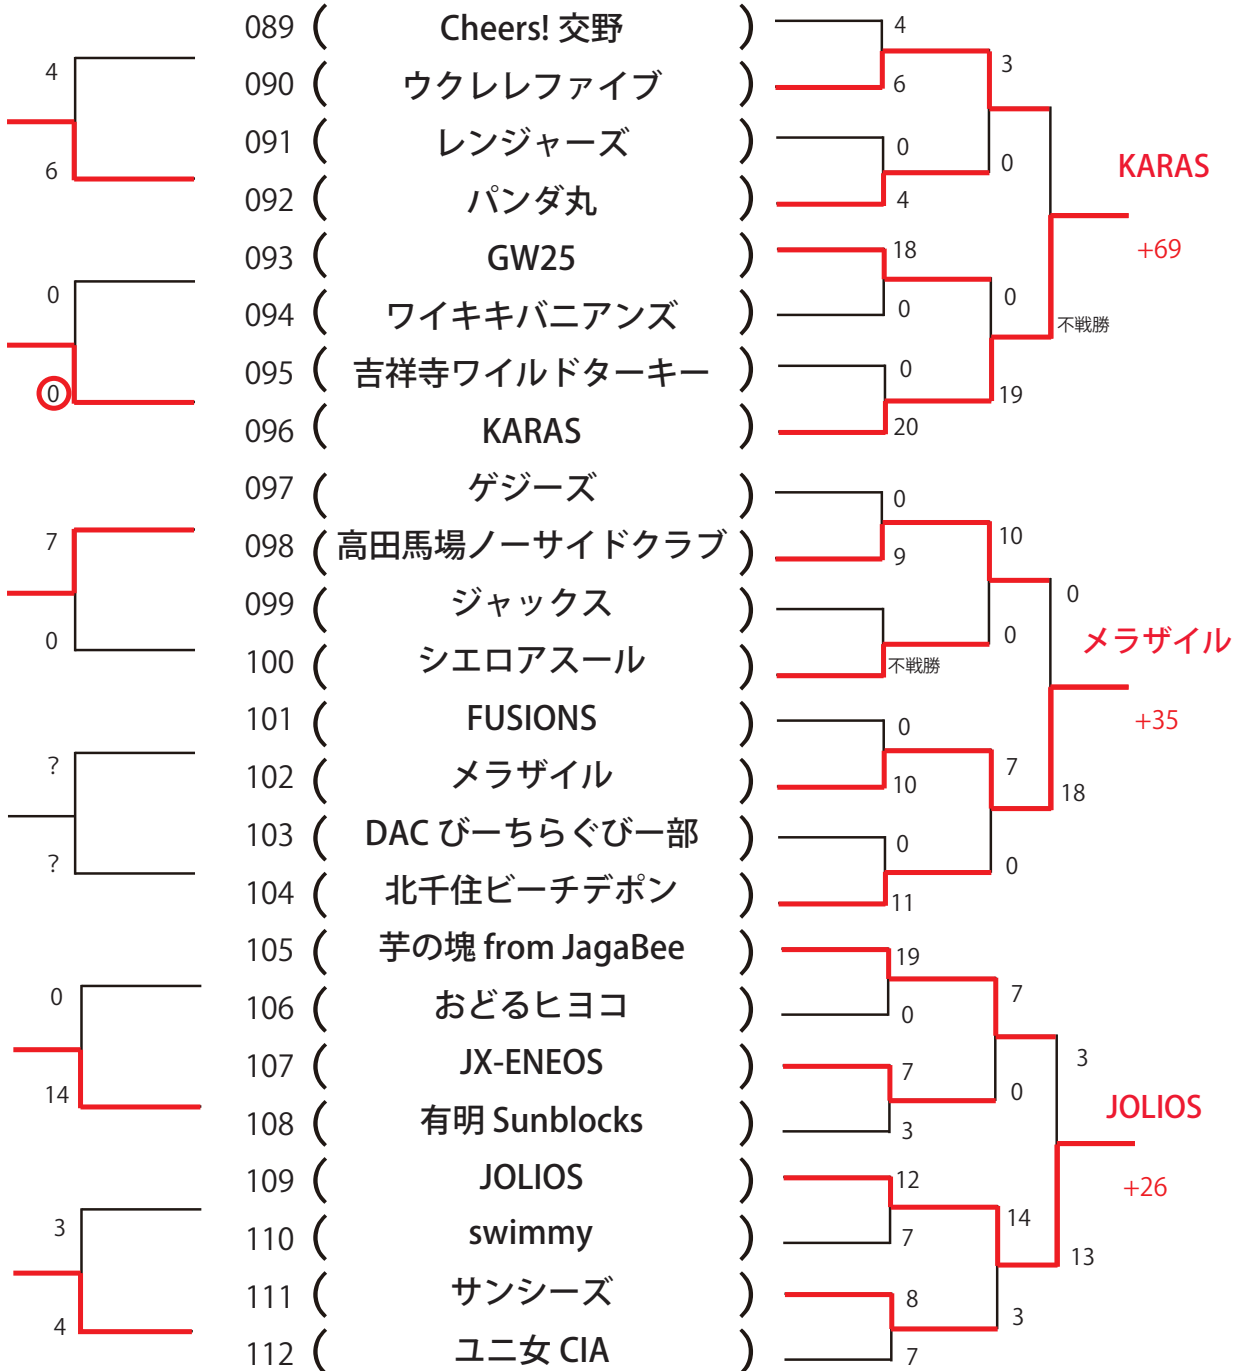 4
6
0
0
7
0
?
?
0
14
3
4
089 ( Cheers! 交野 )
090 ( ウクレレファイブ )
091 ( レンジャーズ )
092 ( パンダ丸 )
093 ( GW25 )
094 ( ワイキキバニアンズ )
095 ( 吉祥寺ワイルドターキー )
096 ( KARAS )
097 ( ゲジーズ )
098 ( 高田馬場ノーサイドクラブ )
099 ( ジャックス )
100 ( シエロアスール )
101 ( FUSIONS )
102 ( メラザイル )
103 ( DAC びーちらぐびー部 )
104 ( 北千住ビーチデポン )
105 ( 芋の塊 from JagaBee )
106 ( おどるヒヨコ )
107 ( JX-ENEOS )
108 ( 有明 Sunblocks )
109 ( JOLIOS )
110 ( swimmy )
111 ( サンシーズ )
112 ( ユニ女 CIA )
4
6
0
4
18
0
0
20
3
0
0
19
不戦勝
KARAS
+69
0
9
不戦勝
0
10
0
11
10
0
7
0
0
18
メラザイル
+35
19
0
7
3
12
7
8
7
7
0
14
3
3
13
JOLIOS
+26